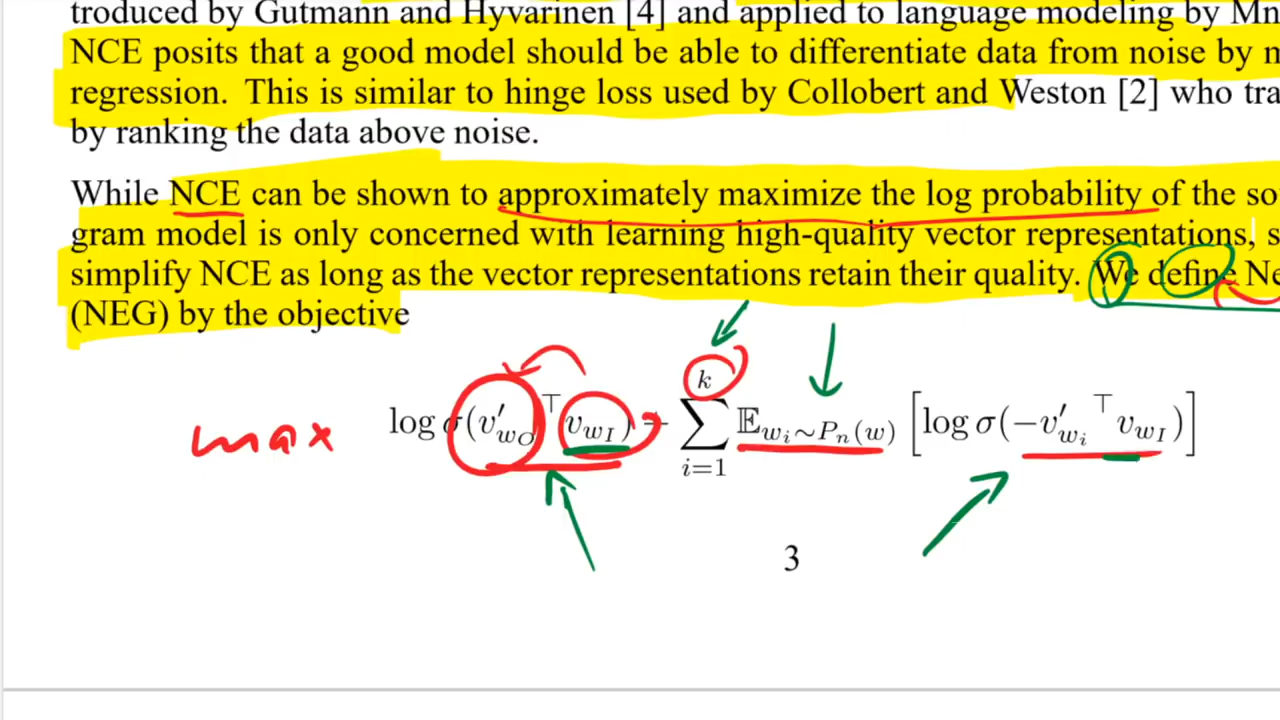 troduced by Gutmann and Hyvarinen [4] and applied to language modeling by Mn
NCE posits that a good model should be able to differentiate data from noise by
regression. This is similar to hinge loss used by Collobert and Weston [2] who tra
by ranking the data above noise.
While NCE can be shown to approximately maximize the log probability of the so
gram model is only concerned with learning high-quality vector representations, s
simplify NCE as long as the vector representations retain their quality. We define Ne
(NEG) by the objective
max log σ(v′_{w_O}^⊤ v_{w_I}) + ∑_{i=1}^{k} 𝔼_{w_i∼P_n(w)} [log σ(−v′_{w_i}^⊤ v_{w_I})]
3